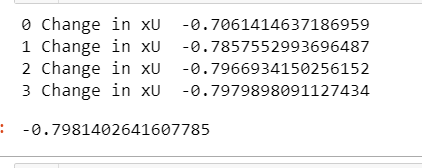 0 Change in xU -0.7061414637186959
1 Change in xU -0.7857552993696487
2 Change in xU -0.7966934150256152
3 Change in xU -0.7979898091127434
: -0.7981402641607785